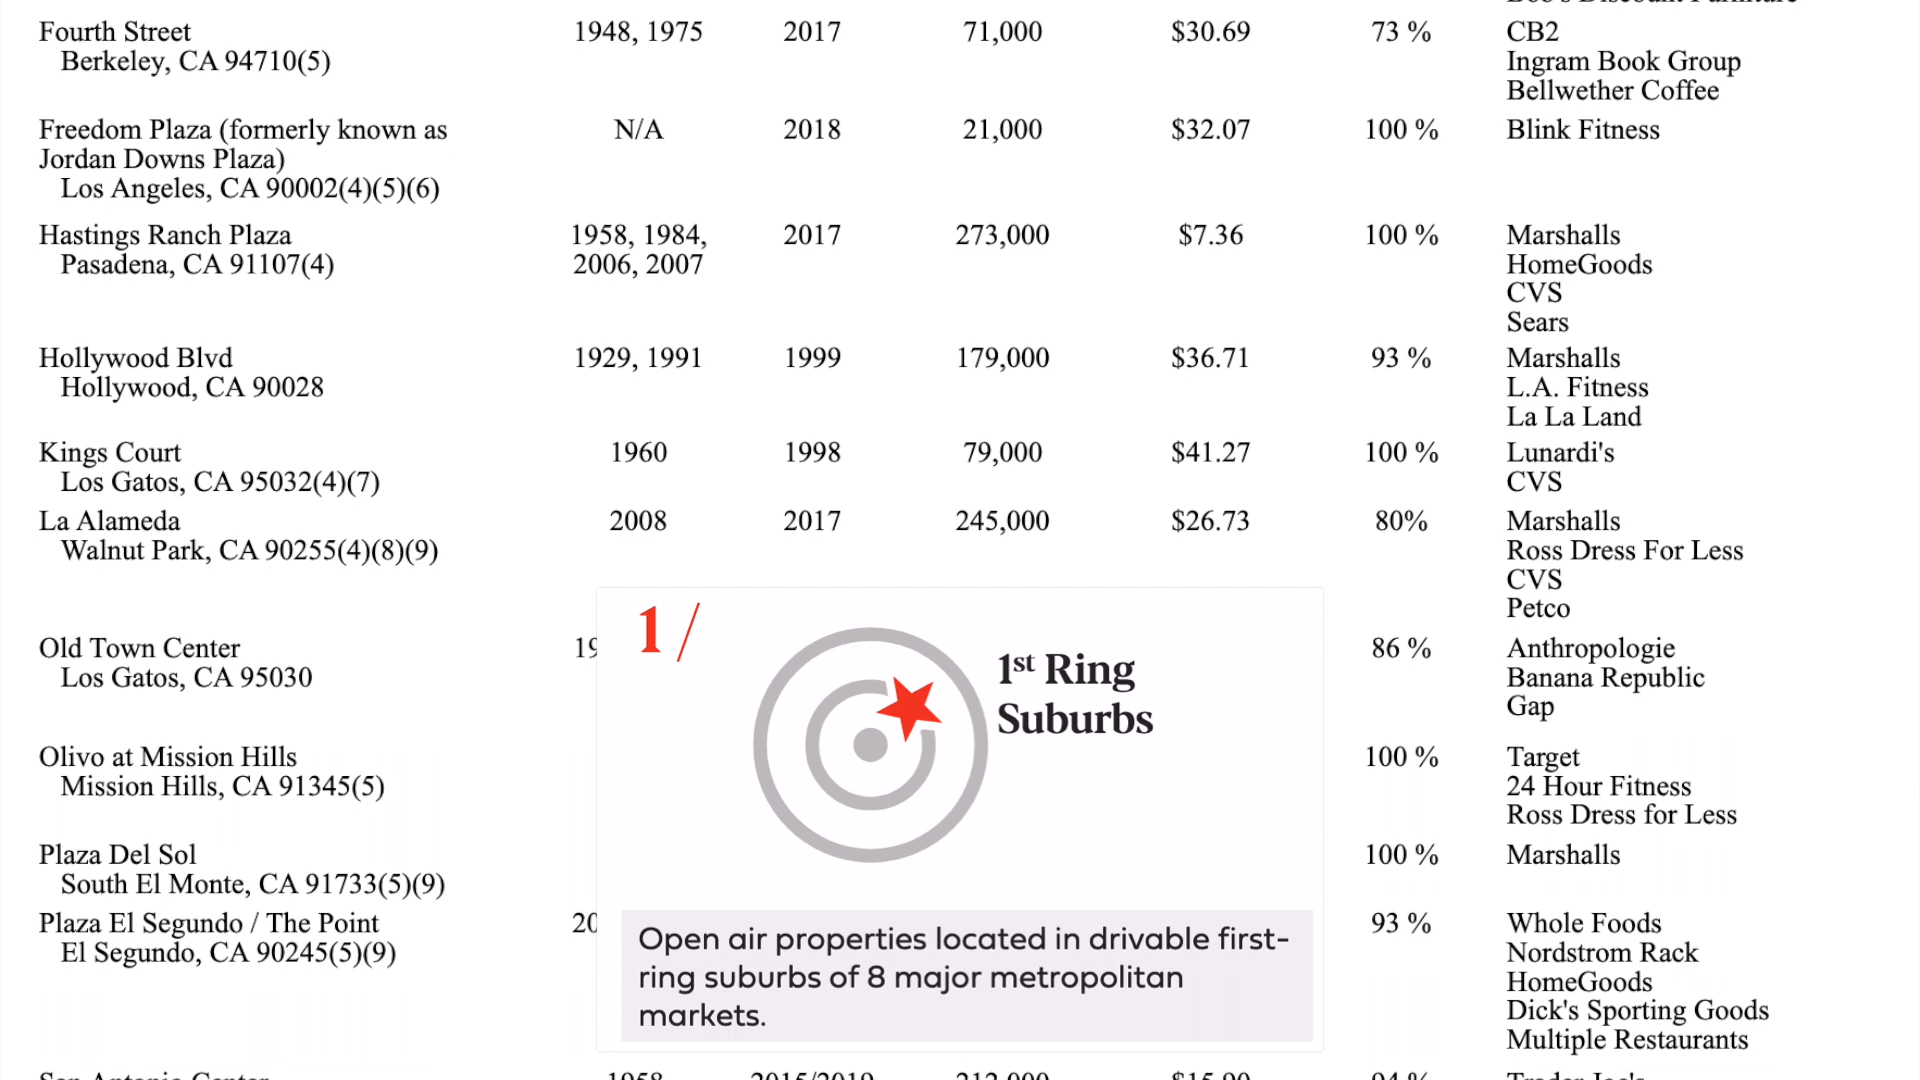 Fourth Street 1948, 1975 2017 71,000 $30.69 73 % CB2
Berkeley, CA 94710(5) Ingram Book Group
Bellwether Coffee
Freedom Plaza (formerly known as N/A 2018 21,000 $32.07 100 % Blink Fitness
Jordan Downs Plaza)
Los Angeles, CA 90002(4)(5)(6)
Hastings Ranch Plaza 1958, 1984, 2017 273,000 $7.36 100 % Marshalls
Pasadena, CA 91107(4) 2006, 2007 HomeGoods
CVS
Sears
Hollywood Blvd 1929, 1991 1999 179,000 $36.71 93 % Marshalls
Hollywood, CA 90028 L.A. Fitness
La La Land
Kings Court 1960 1998 79,000 $41.27 100 % Lunardi's
Los Gatos, CA 95032(4)(7) CVS
La Alameda 2008 2017 245,000 $26.73 80% Marshalls
Walnut Park, CA 90255(4)(8)(9) Ross Dress For Less
CVS
Petco
Old Town Center 86 % Anthropologie
Los Gatos, CA 95030 Banana Republic
Gap
Olivo at Mission Hills 100 % Target
Mission Hills, CA 91345(5) 24 Hour Fitness
Ross Dress for Less
Plaza Del Sol 100 % Marshalls
South El Monte, CA 91733(5)(9)
Plaza El Segundo / The Point 93 % Whole Foods
El Segundo, CA 90245(5)(9) Nordstrom Rack
HomeGoods
Dick's Sporting Goods
Multiple Restaurants
1/
1st Ring
Suburbs
Open air properties located in drivable first-
ring suburbs of 8 major metropolitan
markets.